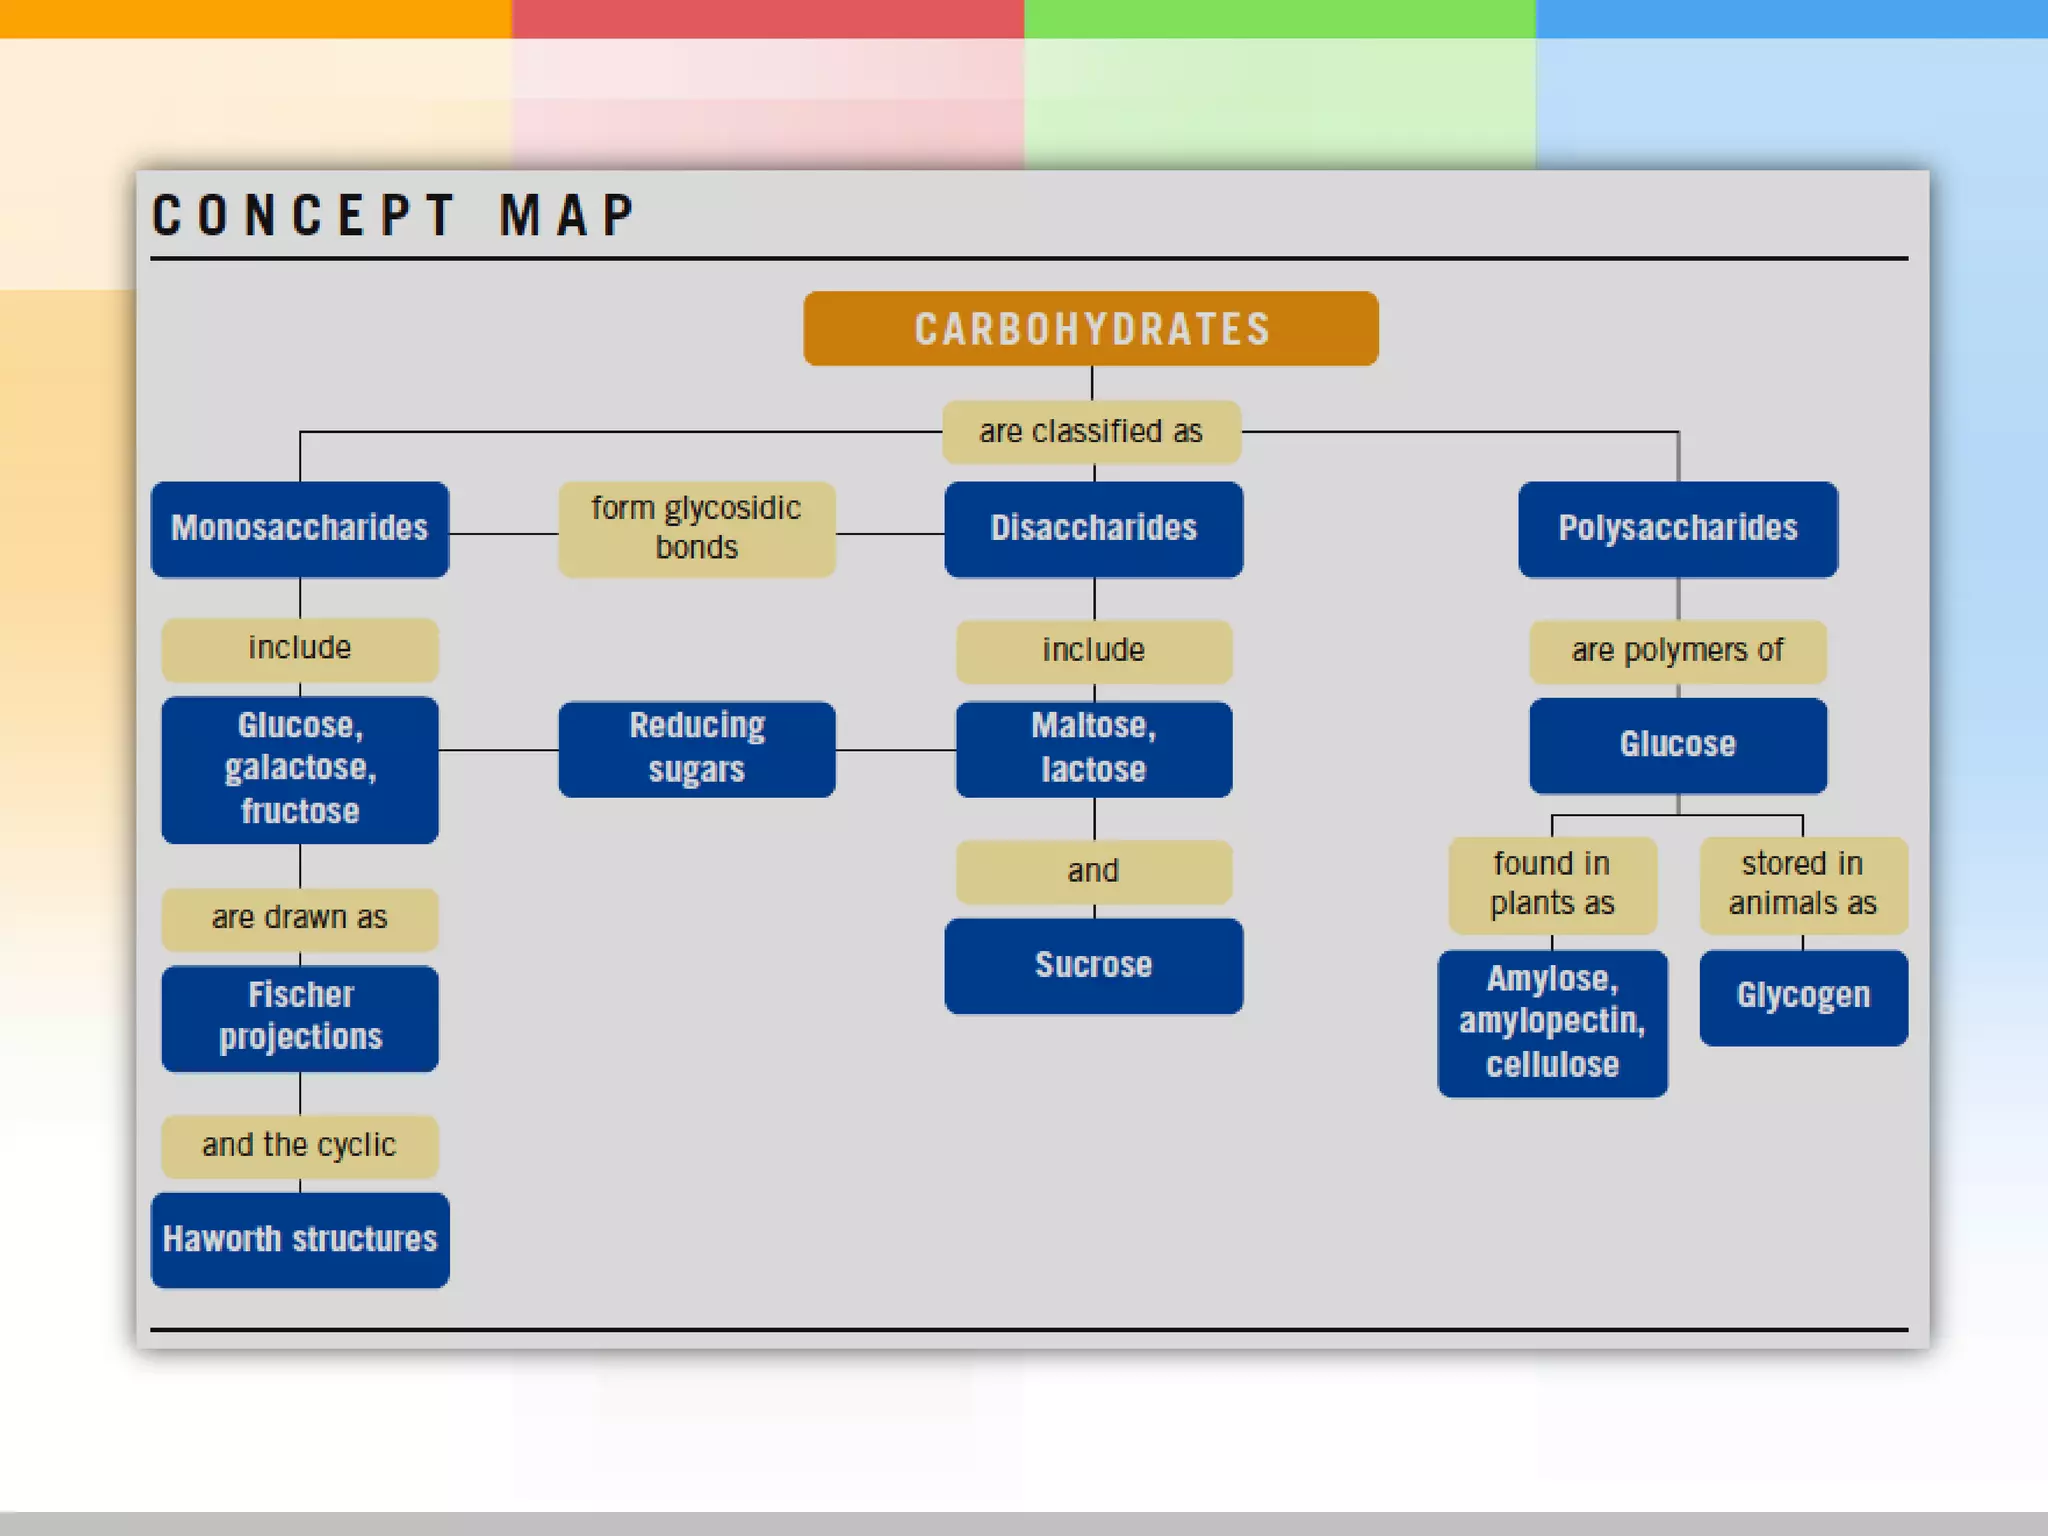 CONCEPT MAP
CARBOHYDRATES
are classified as
Monosaccharides
form glycosidic
bonds
Disaccharides
Polysaccharides
include
include
are polymers of
Glucose,
galactose,
fructose
Reducing
sugars
Maltose,
lactose
Glucose
are drawn as
and
found in
plants as
stored in
animals as
Fischer
projections
Sucrose
Amylose,
amylopectin,
cellulose
Glycogen
and the cyclic
Haworth structures